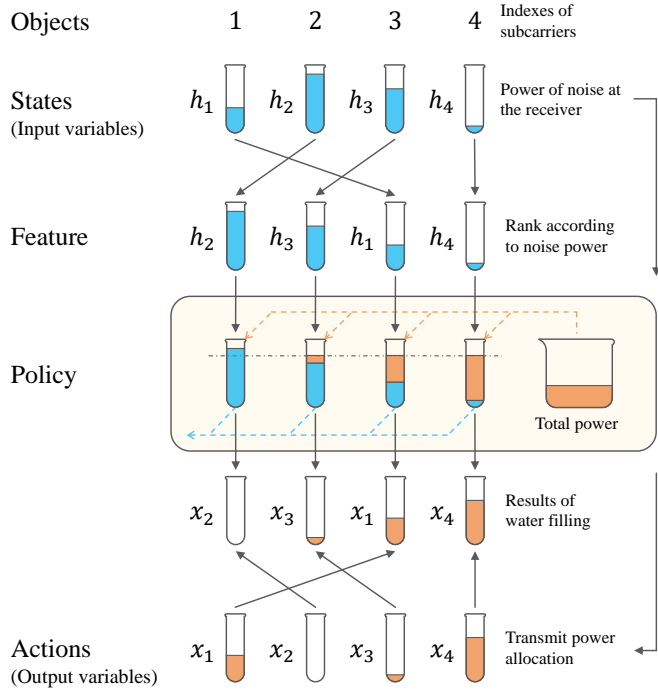 Objects 1 2 3 4 Indexes of
subcarriers
States
(Input variables)
h₁ h₂ h₃ h₄
Power of noise at
the receiver
Feature
h₂ h₃ h₁ h₄
Rank according
to noise power
Policy
Total power
x₂ x₃ x₁ x₄
Results of
water filling
Actions
(Output variables)
x₁ x₂ x₃ x₄
Transmit power
allocation